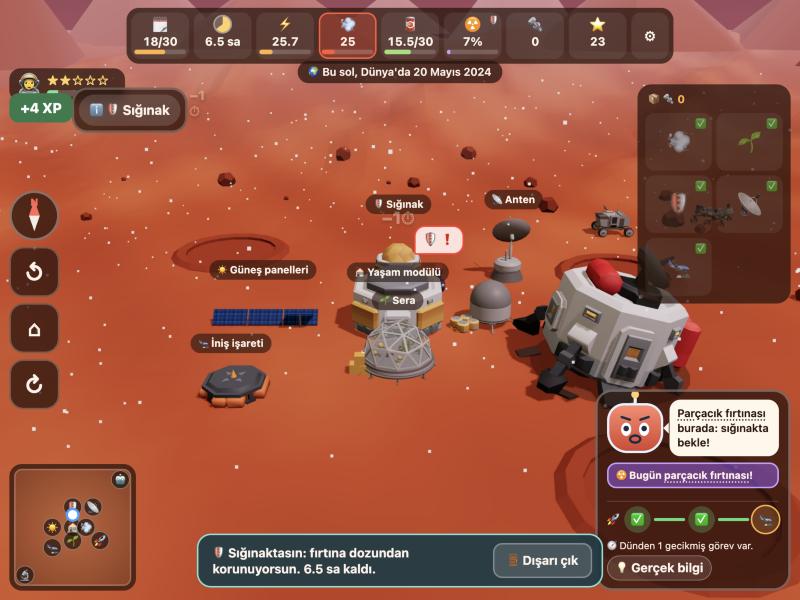 18/30
6.5 sa
25.7
25
15.5/30
7%
0
23
Bu sol, Dünya'da 20 Mayıs 2024
+4 XP
Sığınak
−1
0
Sığınak
−1
Anten
Güneş panelleri
Yaşam modülü
Sera
İniş işareti
Parçacık fırtınası
burada: sığınakta
bekle!
Bugün parçacık fırtınası!
Dünden 1 gecikmiş görev var.
Gerçek bilgi
Sığınaktasın: fırtına dozundan
korunuyorsun. 6.5 sa kaldı.
Dışarı çık